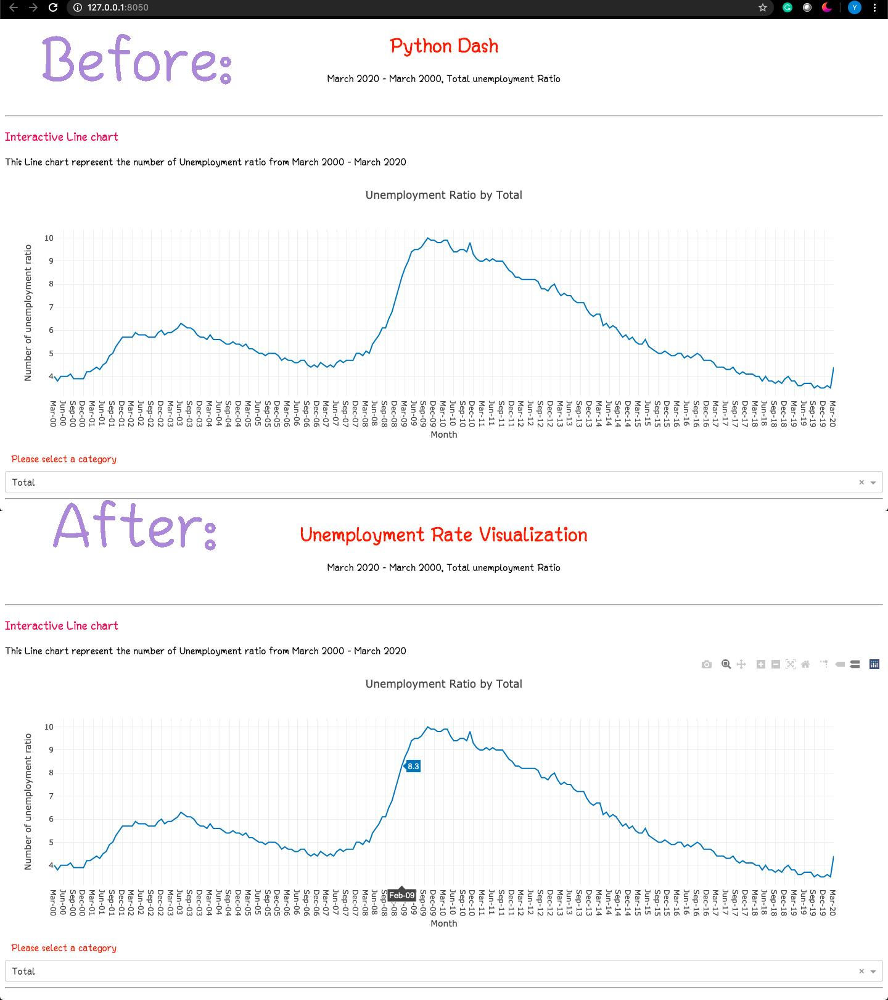 127.0.0.1:8050
Y
Before:
Python Dash
March 2020 - March 2000, Total unemployment Ratio
Interactive Line chart
This Line chart represent the number of Unemployment ratio from March 2000 - March 2020
Unemployment Ratio by Total
Number of unemployment ratio
10
9
8
7
6
5
4
Mar-00 Jun-00 Sep-00 Dec-00 Mar-01 Jun-01 Sep-01 Dec-01 Mar-02 Jun-02 Sep-02 Dec-02 Mar-03 Jun-03 Sep-03 Dec-03 Mar-04 Jun-04 Sep-04 Dec-04 Mar-05 Jun-05 Sep-05 Dec-05 Mar-06 Jun-06 Sep-06 Dec-06 Mar-07 Jun-07 Sep-07 Dec-07 Mar-08 Jun-08 Sep-08 Dec-08 Mar-09 Jun-09 Sep-09 Dec-09 Mar-10 Jun-10 Sep-10 Dec-10 Mar-11 Jun-11 Sep-11 Dec-11 Mar-12 Jun-12 Sep-12 Dec-12 Mar-13 Jun-13 Sep-13 Dec-13 Mar-14 Jun-14 Sep-14 Dec-14 Mar-15 Jun-15 Sep-15 Dec-15 Mar-16 Jun-16 Sep-16 Dec-16 Mar-17 Jun-17 Sep-17 Dec-17 Mar-18 Jun-18 Sep-18 Dec-18 Mar-19 Jun-19 Sep-19 Dec-19 Mar-20
Month
Please select a category
Total
After:
Unemployment Rate Visualization
March 2020 - March 2000, Total unemployment Ratio
Interactive Line chart
This Line chart represent the number of Unemployment ratio from March 2000 - March 2020
Unemployment Ratio by Total
Number of unemployment ratio
10
9
8.3
8
7
6
5
4
Mar-00 Jun-00 Sep-00 Dec-00 Mar-01 Jun-01 Sep-01 Dec-01 Mar-02 Jun-02 Sep-02 Dec-02 Mar-03 Jun-03 Sep-03 Dec-03 Mar-04 Jun-04 Sep-04 Dec-04 Mar-05 Jun-05 Sep-05 Dec-05 Mar-06 Jun-06 Sep-06 Dec-06 Mar-07 Jun-07 Sep-07 Dec-07 Mar-08 Jun-08 Sep-08 Feb-09 Sep-09 Dec-09 Mar-10 Jun-10 Sep-10 Dec-10 Mar-11 Jun-11 Sep-11 Dec-11 Mar-12 Jun-12 Sep-12 Dec-12 Mar-13 Jun-13 Sep-13 Dec-13 Mar-14 Jun-14 Sep-14 Dec-14 Mar-15 Jun-15 Sep-15 Dec-15 Mar-16 Jun-16 Sep-16 Dec-16 Mar-17 Jun-17 Sep-17 Dec-17 Mar-18 Jun-18 Sep-18 Dec-18 Mar-19 Jun-19 Sep-19 Dec-19 Mar-20
Month
Please select a category
Total